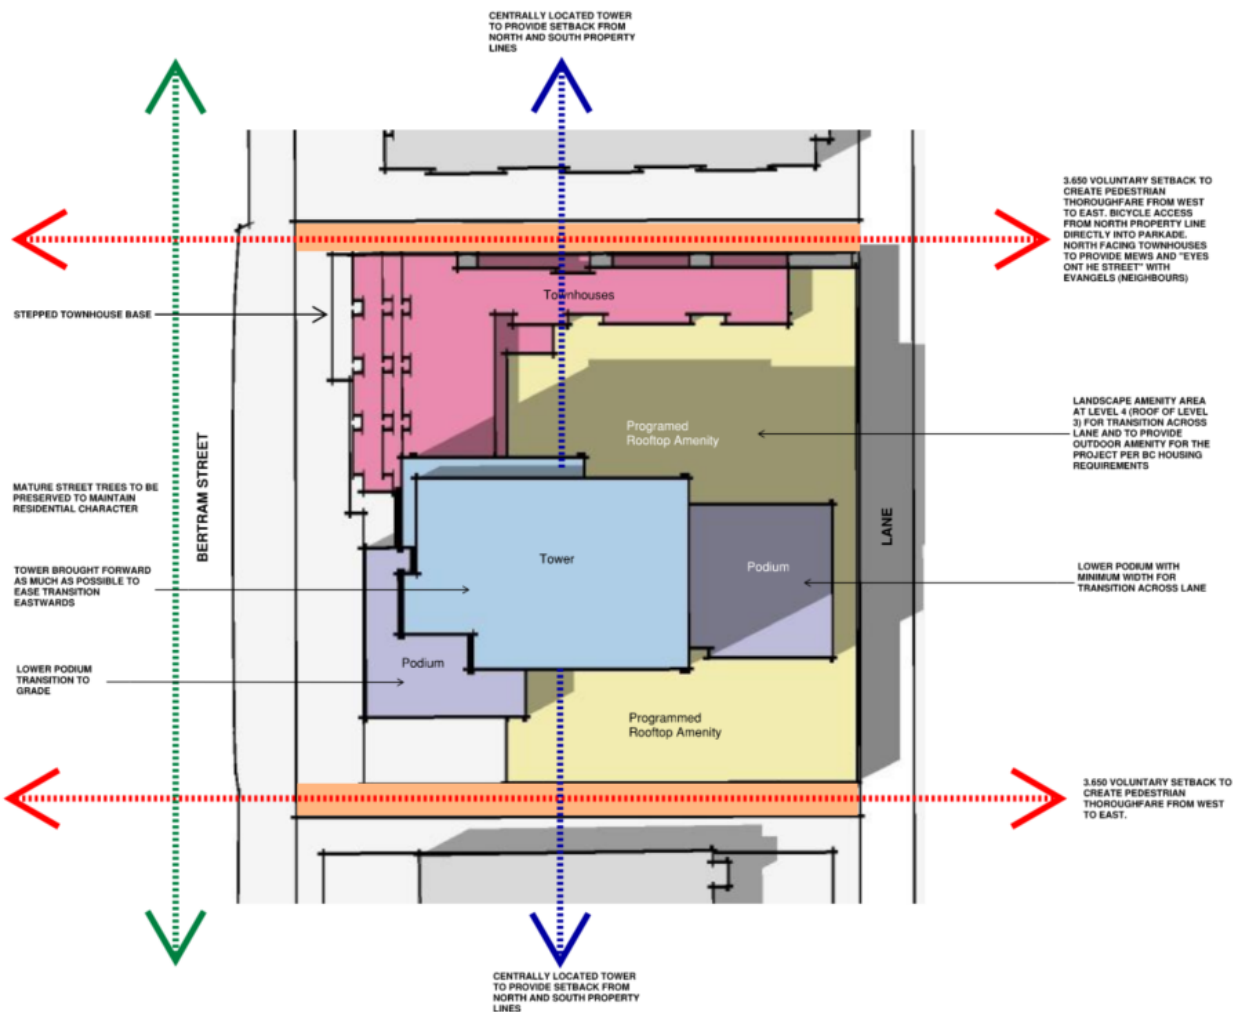 CENTRALLY LOCATED TOWER
TO PROVIDE SETBACK FROM
NORTH AND SOUTH PROPERTY
LINES
3.650 VOLUNTARY SETBACK TO
CREATE PEDESTRIAN
THOROUGHFARE FROM WEST
TO EAST. BICYCLE ACCESS
FROM NORTH PROPERTY LINE
DIRECTLY INTO PARKADE.
NORTH FACING TOWNHOUSES
TO PROVIDE MEWS AND "EYES
ONT HE STREET" WITH
EVANGELS (NEIGHBOURS)
Townhouses
STEPPED TOWNHOUSE BASE
LANDSCAPE AMENITY AREA
AT LEVEL 4 (ROOF OF LEVEL
3) FOR TRANSITION ACROSS
LANE AND TO PROVIDE
OUTDOOR AMENITY FOR THE
PROJECT PER BC HOUSING
REQUIREMENTS
Programed
Rooftop Amenity
BERTRAM STREET
MATURE STREET TREES TO BE
PRESERVED TO MAINTAIN
RESIDENTIAL CHARACTER
LANE
Tower
Podium
TOWER BROUGHT FORWARD
AS MUCH AS POSSIBLE TO
EASE TRANSITION
EASTWARDS
LOWER PODIUM WITH
MINIMUM WIDTH FOR
TRANSITION ACROSS LANE
Podium
LOWER PODIUM
TRANSITION TO
GRADE
Programmed
Rooftop Amenity
3.650 VOLUNTARY SETBACK TO
CREATE PEDESTRIAN
THOROUGHFARE FROM WEST
TO EAST.
CENTRALLY LOCATED TOWER
TO PROVIDE SETBACK FROM
NORTH AND SOUTH PROPERTY
LINES